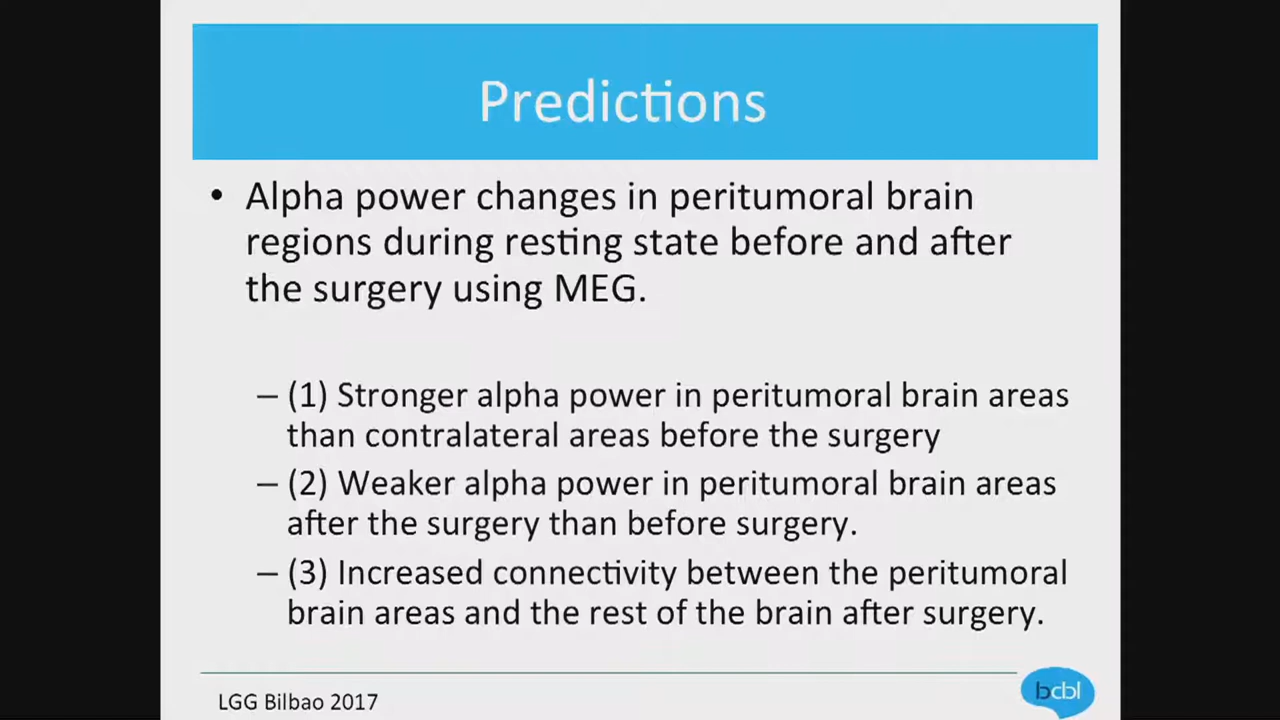 Predictions
• Alpha power changes in peritumoral brain
regions during resting state before and after
the surgery using MEG.
– (1) Stronger alpha power in peritumoral brain areas
than contralateral areas before the surgery
– (2) Weaker alpha power in peritumoral brain areas
after the surgery than before surgery.
– (3) Increased connectivity between the peritumoral
brain areas and the rest of the brain after surgery.
LGG Bilbao 2017
bcbl